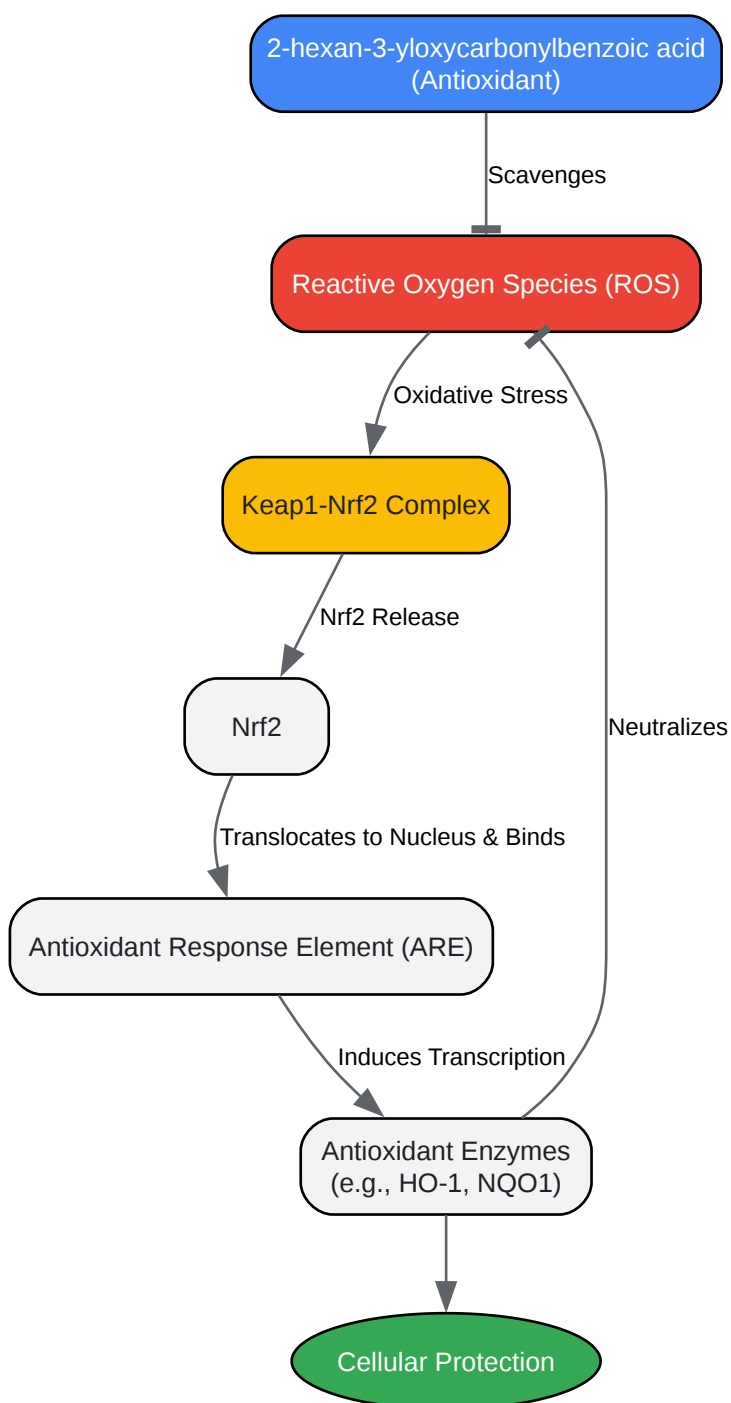 2-hexan-3-yloxycarbonylbenzoic acid
(Antioxidant)
Scavenges
Reactive Oxygen Species (ROS)
Oxidative Stress
Keap1-Nrf2 Complex
Nrf2 Release
Nrf2
Neutralizes
Translocates to Nucleus & Binds
Antioxidant Response Element (ARE)
Induces Transcription
Antioxidant Enzymes
(e.g., HO-1, NQO1)
Cellular Protection